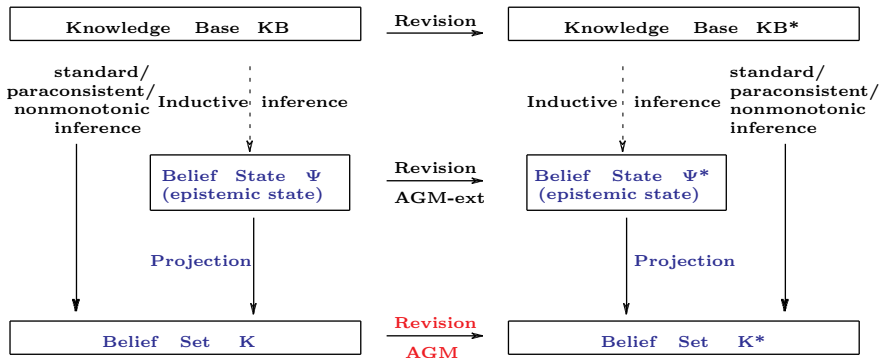 Knowledge Base KB
Revision
Knowledge Base KB*
standard/
paraconsistent/
nonmonotonic
inference
Inductive inference
Inductive inference
standard/
paraconsistent/
nonmonotonic
inference
Belief State Ψ
(epistemic state)
Revision
AGM-ext
Belief State Ψ*
(epistemic state)
Projection
Projection
Belief Set K
Revision
AGM
Belief Set K*